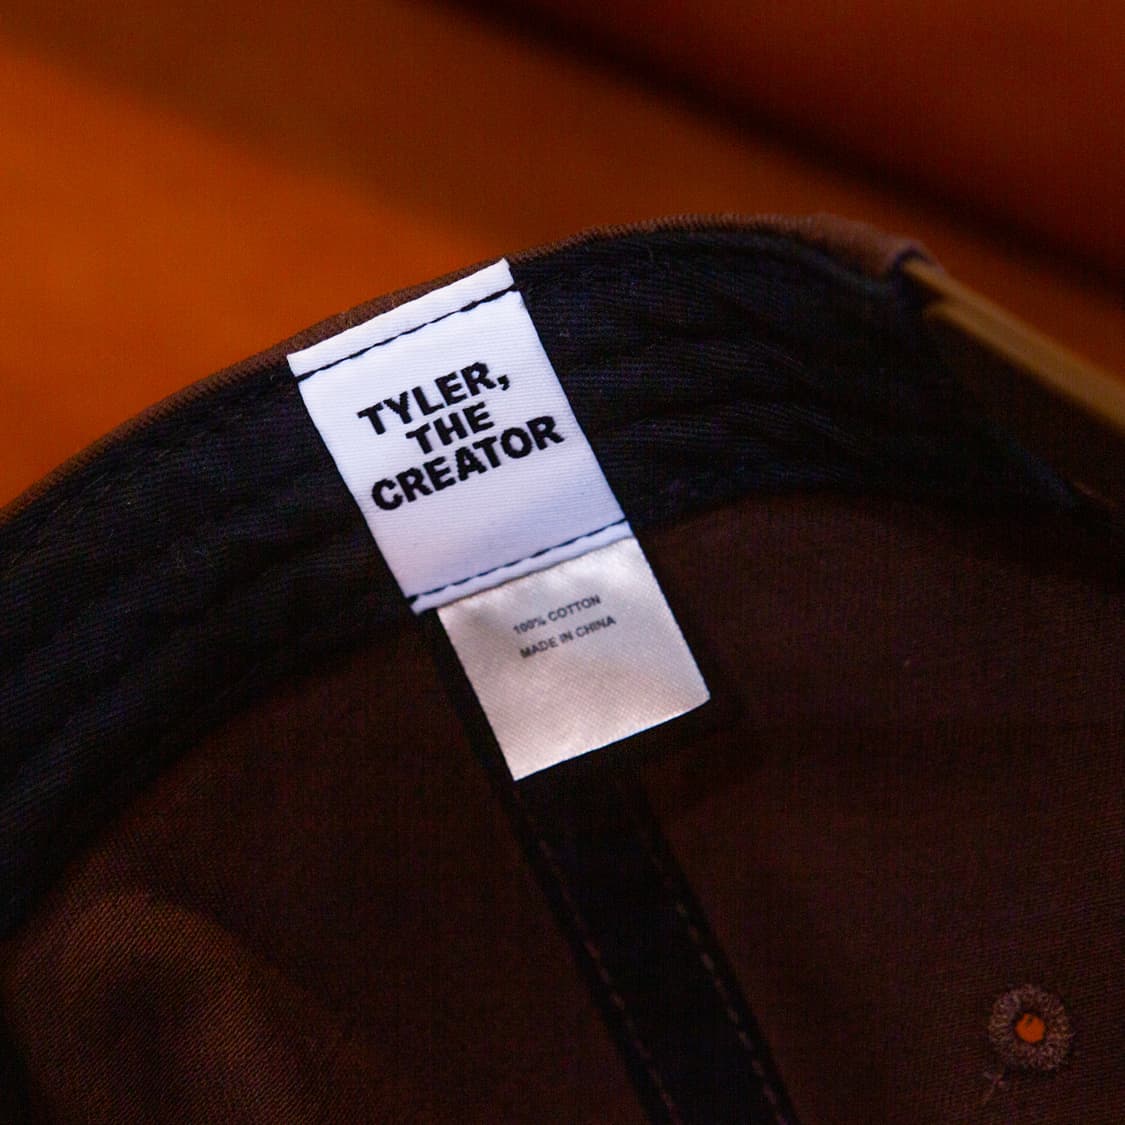 TYLER,
THE
CREATOR
100% COTTON
MADE IN CHINA